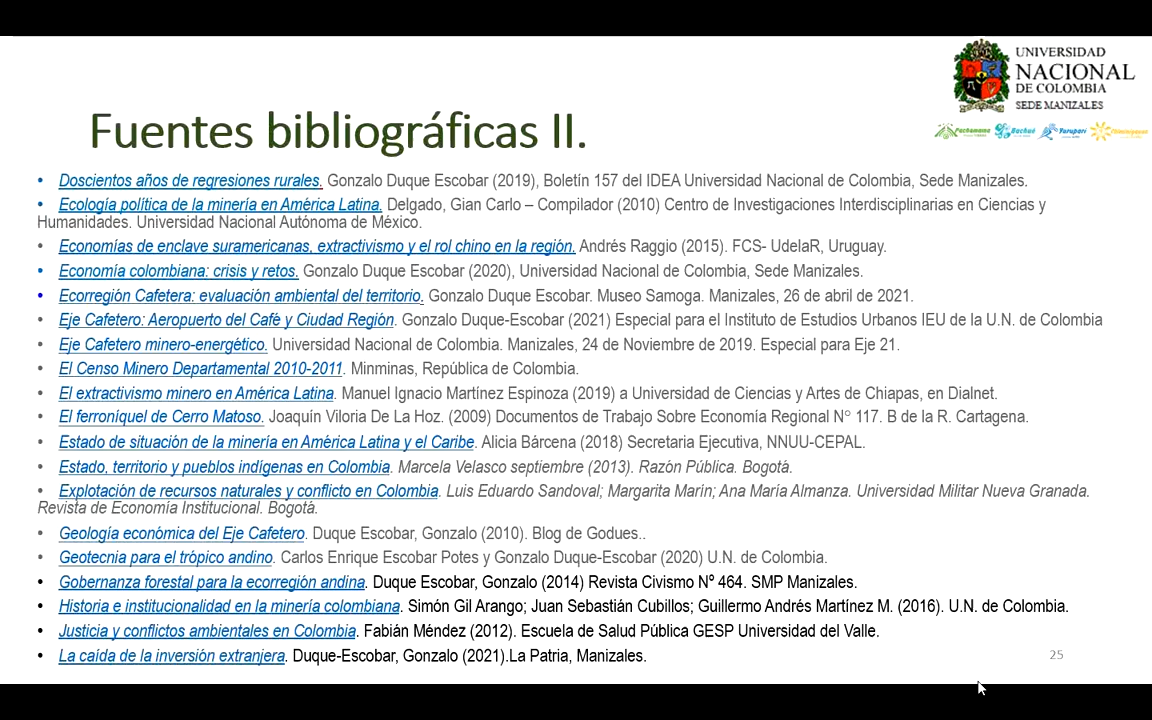 UNIVERSIDAD
NACIONAL
DE COLOMBIA
SEDE MANIZALES
Pachamama Bachué Yurupari Chiminigagua
Fuentes bibliográficas II.
• Doscientos años de regresiones rurales. Gonzalo Duque Escobar (2019), Boletín 157 del IDEA Universidad Nacional de Colombia, Sede Manizales.
• Ecología política de la minería en América Latina. Delgado, Gian Carlo – Compilador (2010) Centro de Investigaciones Interdisciplinarias en Ciencias y
Humanidades. Universidad Nacional Autónoma de México.
• Economías de enclave suramericanas, extractivismo y el rol chino en la región. Andrés Raggio (2015). FCS- UdelaR, Uruguay.
• Economía colombiana: crisis y retos. Gonzalo Duque Escobar (2020), Universidad Nacional de Colombia, Sede Manizales.
• Ecorregión Cafetera: evaluación ambiental del territorio. Gonzalo Duque Escobar. Museo Samoga. Manizales, 26 de abril de 2021.
• Eje Cafetero: Aeropuerto del Café y Ciudad Región. Gonzalo Duque-Escobar (2021) Especial para el Instituto de Estudios Urbanos IEU de la U.N. de Colombia
• Eje Cafetero minero-energético. Universidad Nacional de Colombia. Manizales, 24 de Noviembre de 2019. Especial para Eje 21.
• El Censo Minero Departamental 2010-2011. Minminas, República de Colombia.
• El extractivismo minero en América Latina. Manuel Ignacio Martínez Espinoza (2019) a Universidad de Ciencias y Artes de Chiapas, en Dialnet.
• El ferroníquel de Cerro Matoso. Joaquín Viloria De La Hoz. (2009) Documentos de Trabajo Sobre Economía Regional N° 117. B de la R. Cartagena.
• Estado de situación de la minería en América Latina y el Caribe. Alicia Bárcena (2018) Secretaria Ejecutiva, NNUU-CEPAL.
• Estado, territorio y pueblos indígenas en Colombia. Marcela Velasco septiembre (2013). Razón Pública. Bogotá.
• Explotación de recursos naturales y conflicto en Colombia. Luis Eduardo Sandoval; Margarita Marín; Ana María Almanza. Universidad Militar Nueva Granada.
Revista de Economía Institucional. Bogotá.
• Geología económica del Eje Cafetero. Duque Escobar, Gonzalo (2010). Blog de Godues..
• Geotecnia para el trópico andino. Carlos Enrique Escobar Potes y Gonzalo Duque-Escobar (2020) U.N. de Colombia.
• Gobernanza forestal para la ecorregión andina. Duque Escobar, Gonzalo (2014) Revista Civismo Nº 464. SMP Manizales.
• Historia e institucionalidad en la minería colombiana. Simón Gil Arango; Juan Sebastián Cubillos; Guillermo Andrés Martínez M. (2016). U.N. de Colombia.
• Justicia y conflictos ambientales en Colombia. Fabián Méndez (2012). Escuela de Salud Pública GESP Universidad del Valle.
• La caída de la inversión extranjera. Duque-Escobar, Gonzalo (2021).La Patria, Manizales.
25